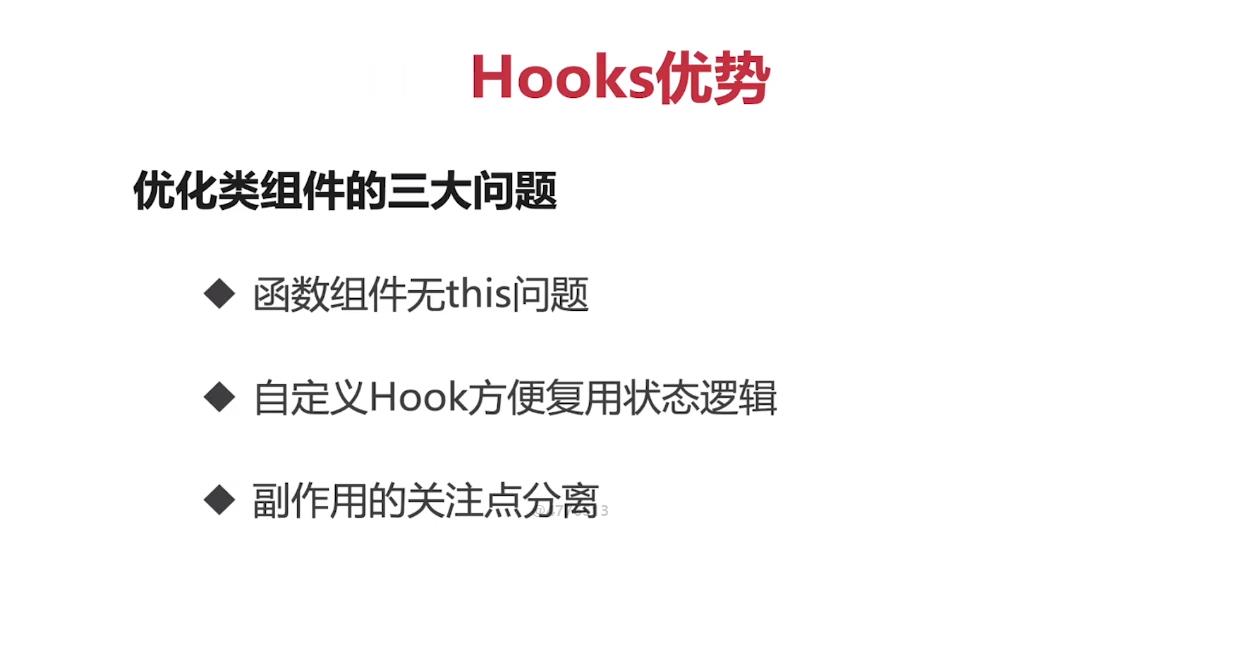 Hooks优势
优化类组件的三大问题
◆ 函数组件无this问题
◆ 自定义Hook方便复用状态逻辑
◆ 副作用的关注点分离